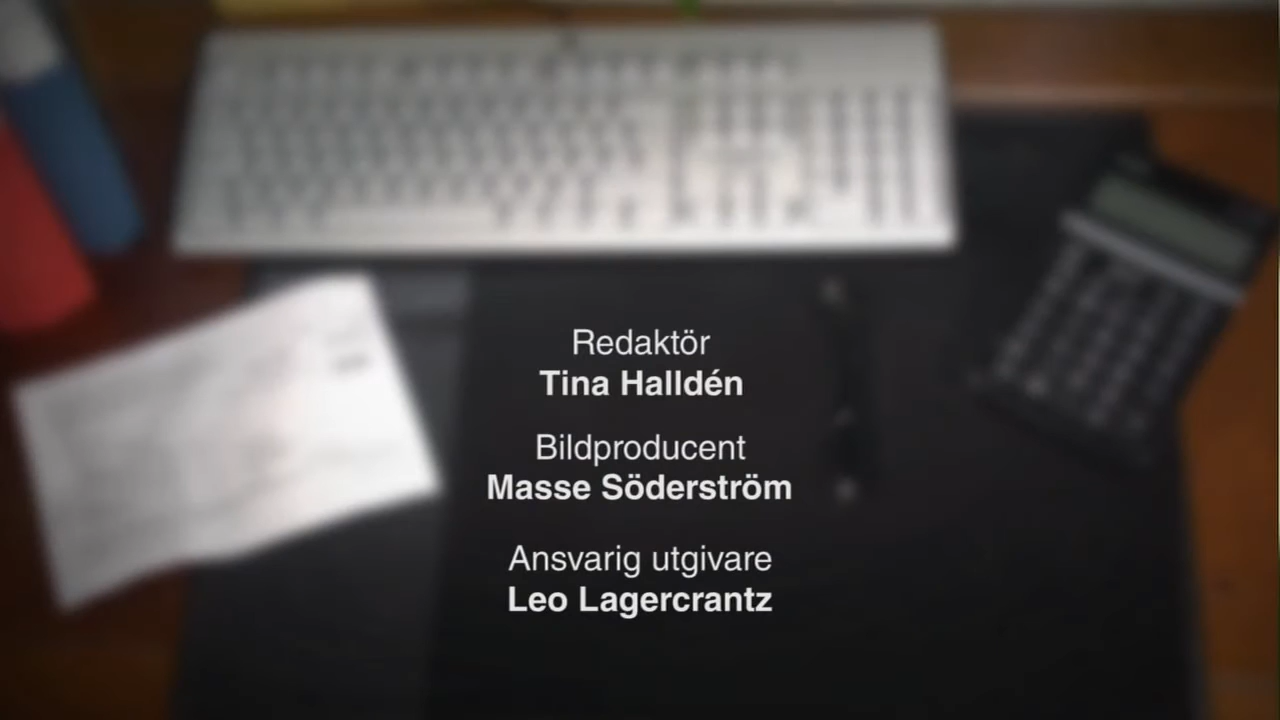 Redaktör
Tina Halldén
Bildproducent
Masse Söderström
Ansvarig utgivare
Leo Lagercrantz